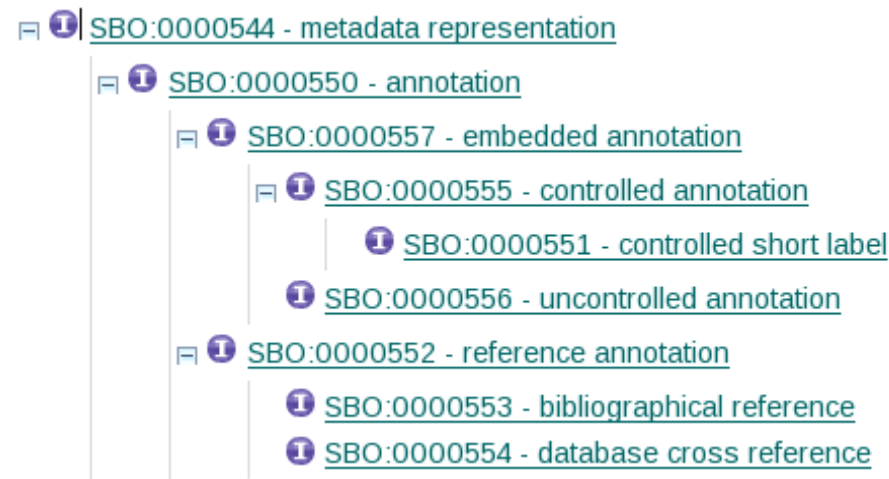 SBO:0000544 - metadata representation
SBO:0000550 - annotation
SBO:0000557 - embedded annotation
SBO:0000555 - controlled annotation
SBO:0000551 - controlled short label
SBO:0000556 - uncontrolled annotation
SBO:0000552 - reference annotation
SBO:0000553 - bibliographical reference
SBO:0000554 - database cross reference